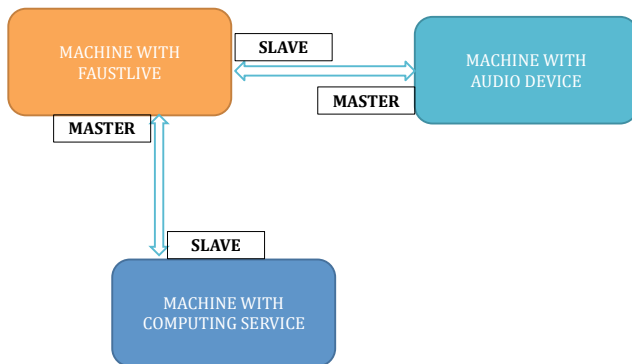 MACHINE WITH
FAUSTLIVE
SLAVE
MACHINE WITH
AUDIO DEVICE
MASTER
MASTER
SLAVE
MACHINE WITH
COMPUTING SERVICE